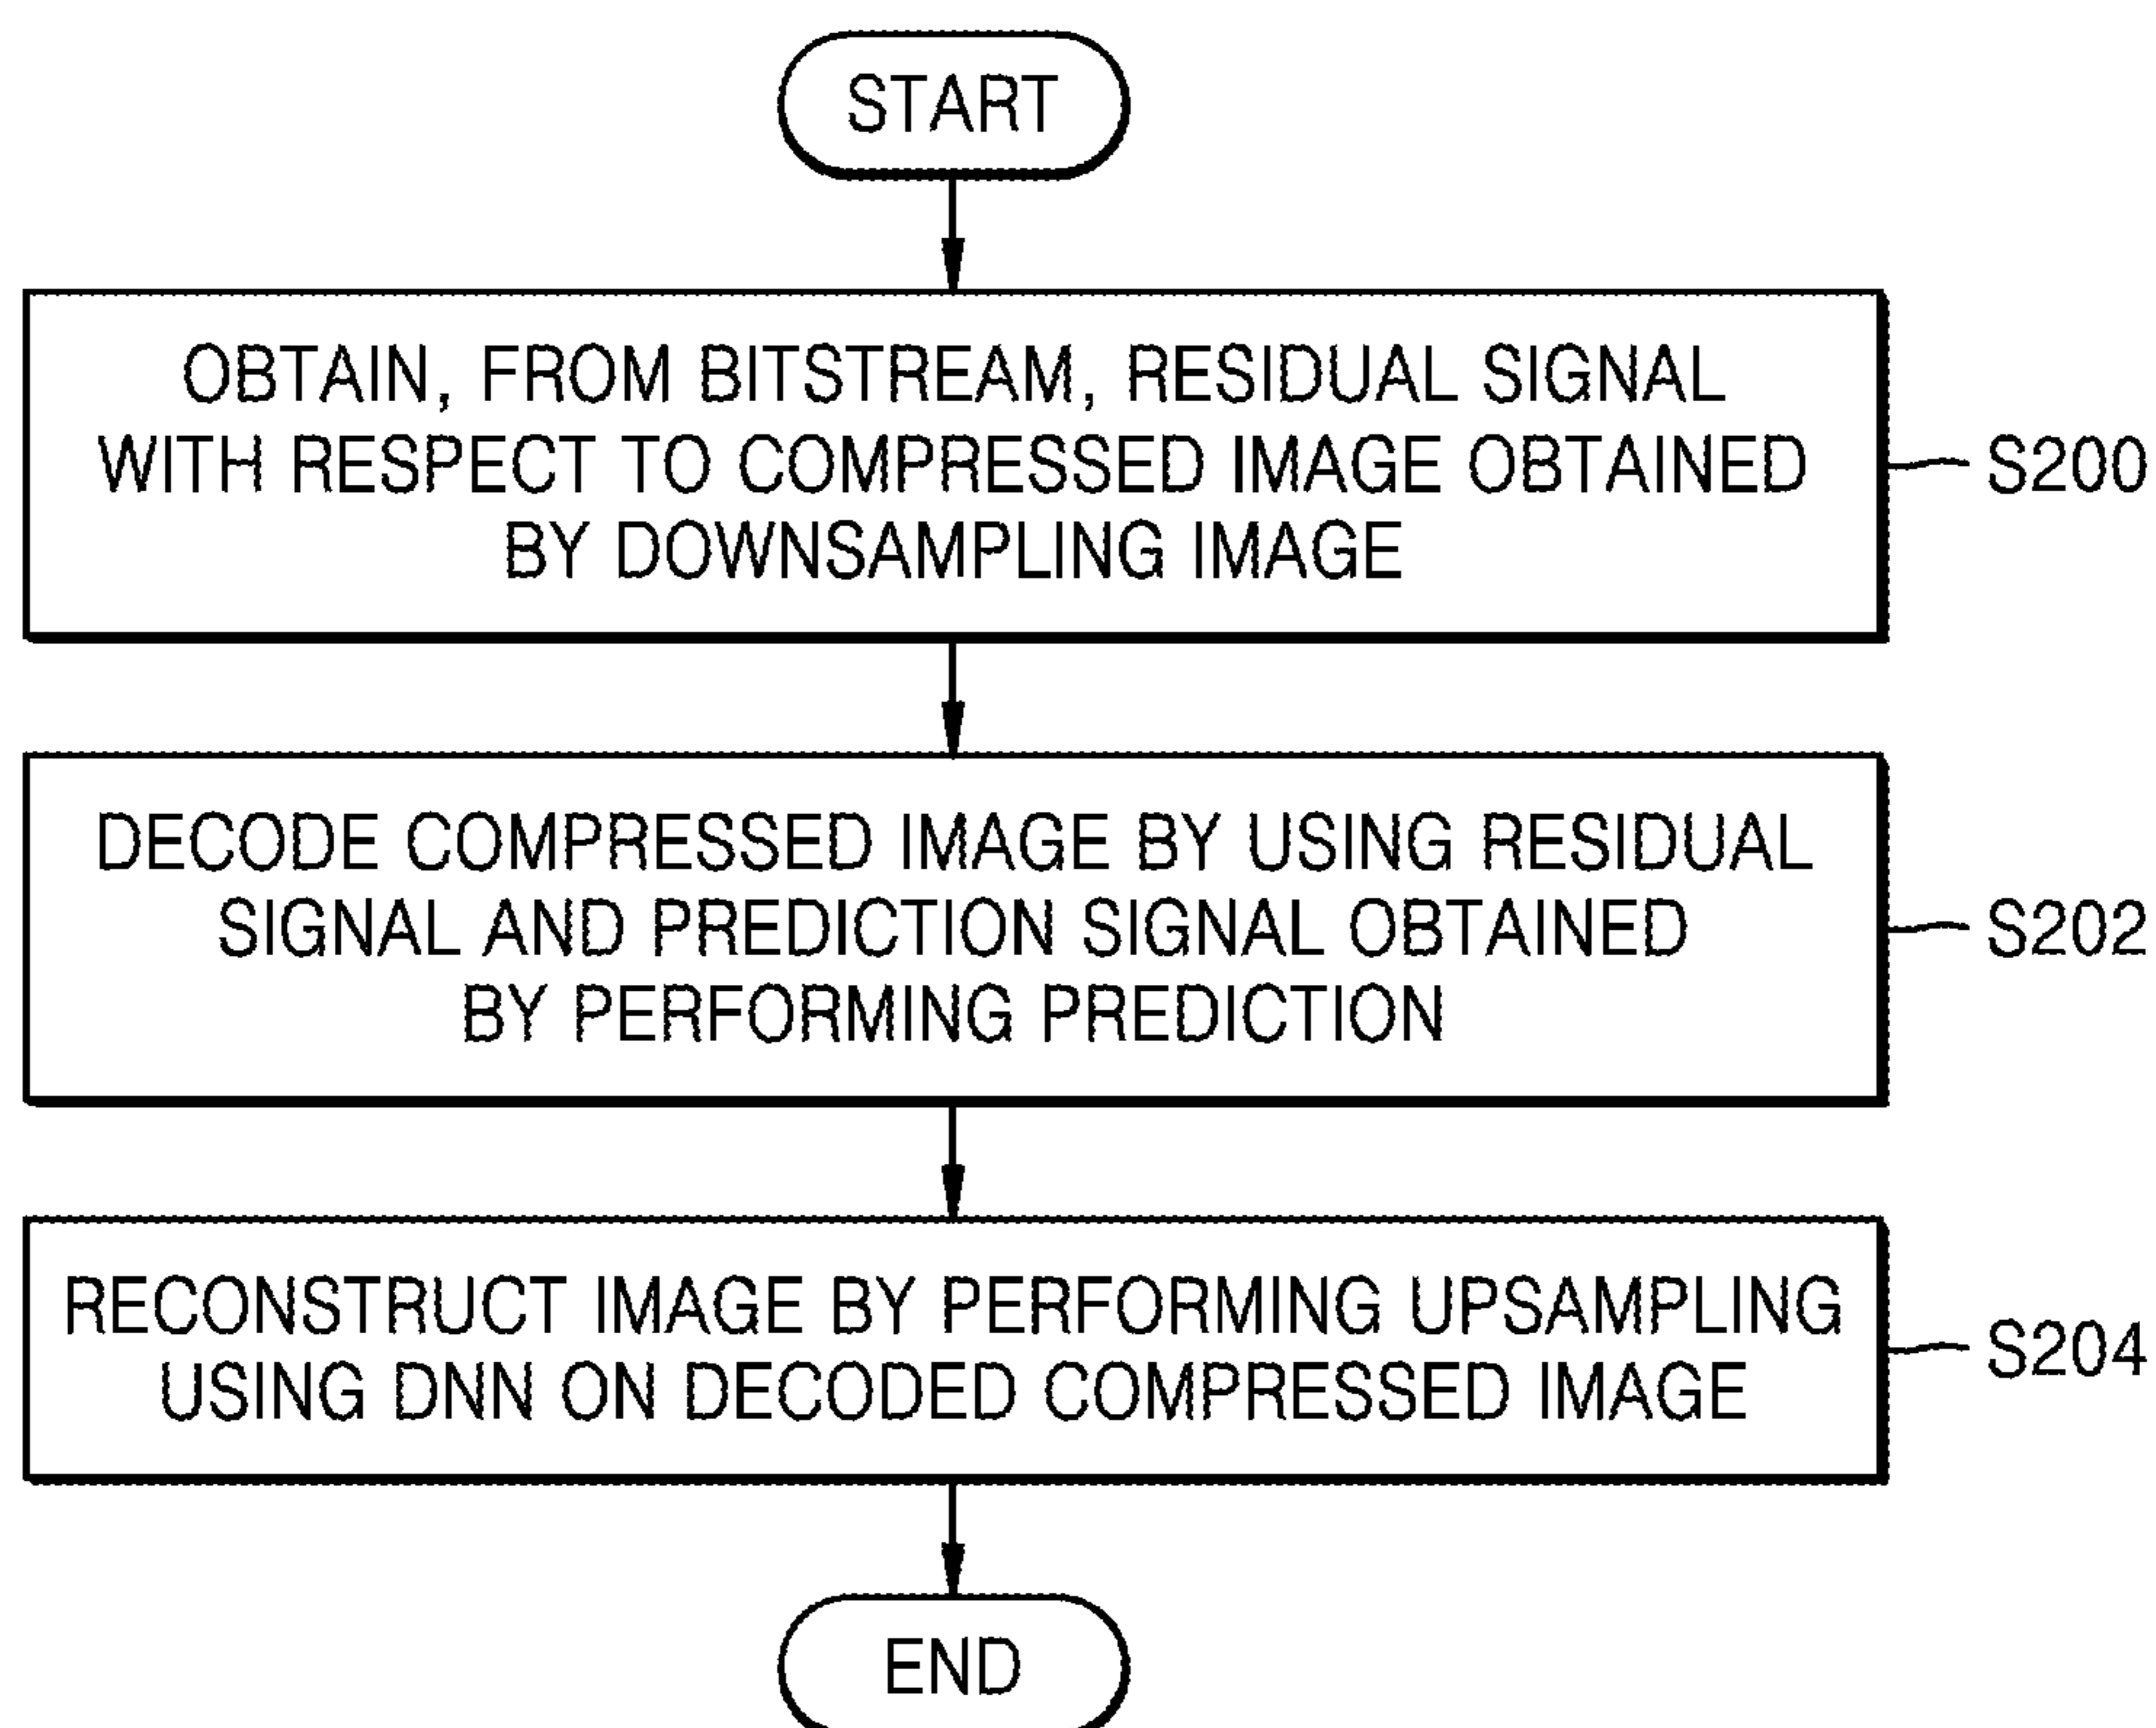 START
OBTAIN, FROM BITSTREAM, RESIDUAL SIGNAL
WITH RESPECT TO COMPRESSED IMAGE OBTAINED
BY DOWNSAMPLING IMAGE
S200
DECODE COMPRESSED IMAGE BY USING RESIDUAL
SIGNAL AND PREDICTION SIGNAL OBTAINED
BY PERFORMING PREDICTION
S202
RECONSTRUCT IMAGE BY PERFORMING UPSAMPLING
USING DNN ON DECODED COMPRESSED IMAGE
S204
END